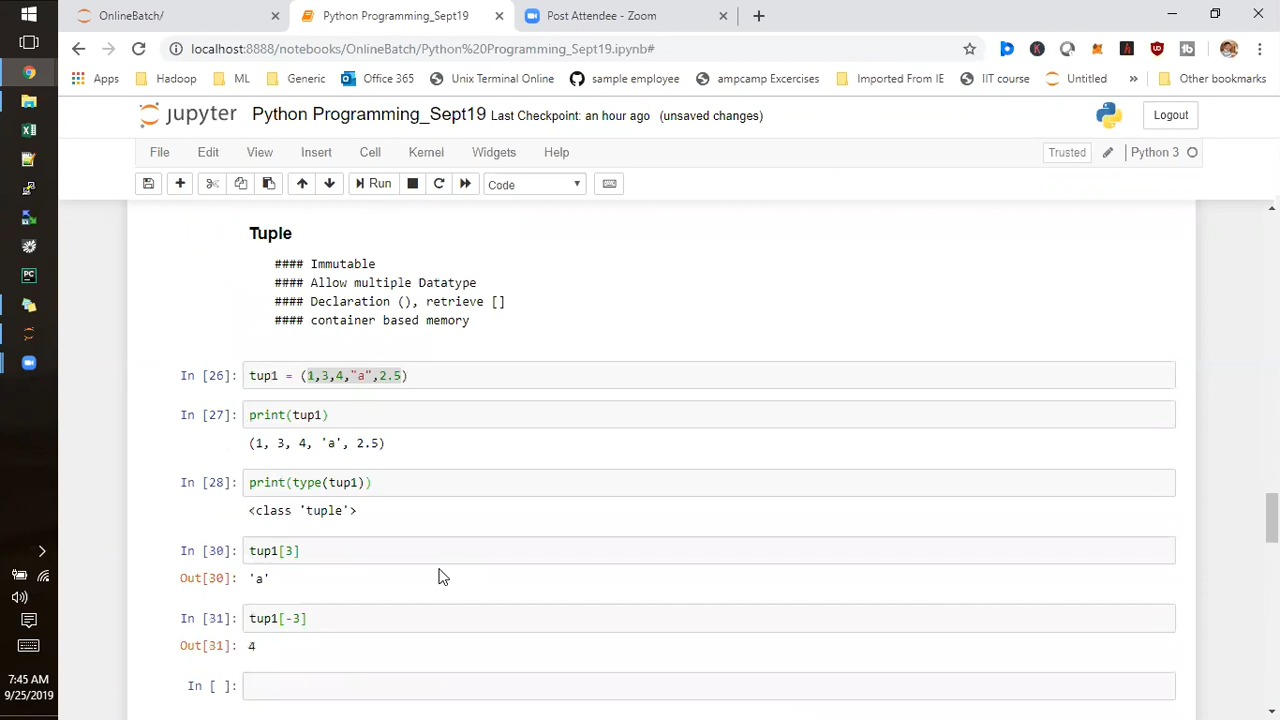 OnlineBatch/
Python Programming_Sept19
Post Attendee - Zoom
localhost:8888/notebooks/OnlineBatch/Python%20Programming_Sept19.ipynb#
Apps Hadoop ML Generic Office 365 Unix Terminal Online sample employee ampcamp Excercises Imported From IE IIT course Untitled » Other bookmarks
jupyter Python Programming_Sept19 Last Checkpoint: an hour ago (unsaved changes) Logout
File Edit View Insert Cell Kernel Widgets Help Trusted Python 3
Run Code
Tuple
#### Immutable
#### Allow multiple Datatype
#### Declaration (), retrieve []
#### container based memory
In [26]: tup1 = (1,3,4,"a",2.5)
In [27]: print(tup1)
(1, 3, 4, 'a', 2.5)
In [28]: print(type(tup1))
<class 'tuple'>
In [30]: tup1[3]
Out[30]: 'a'
In [31]: tup1[-3]
Out[31]: 4
In [ ]:
7:45 AM
9/25/2019